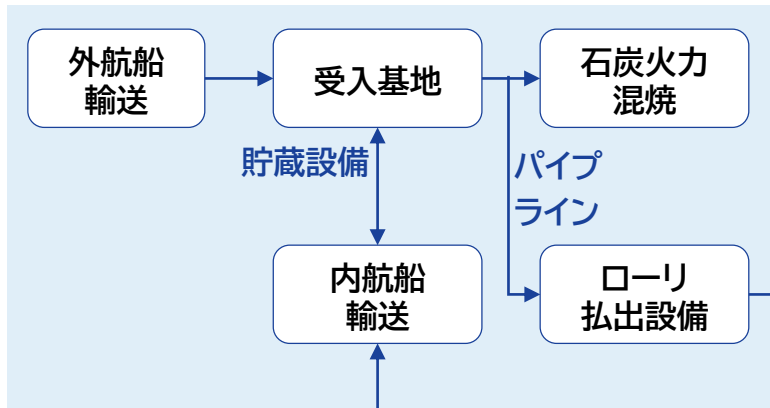 外航船
輸送
受入基地
石炭火力
混焼
貯蔵設備
パイプ
ライン
内航船
輸送
ローリ
払出設備